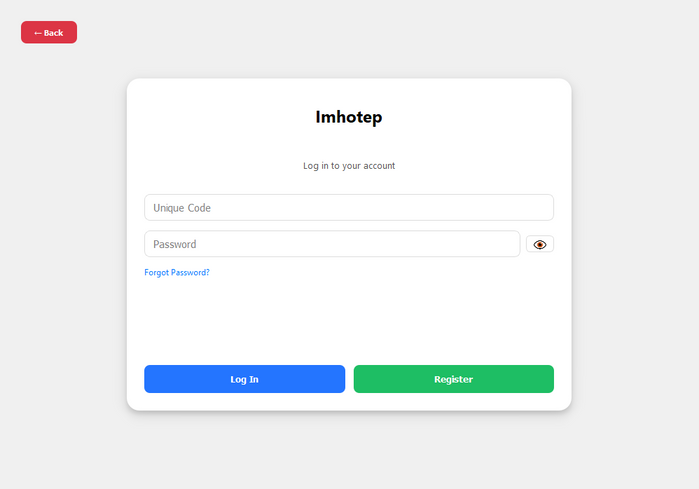 ← Back
Imhotep
Log in to your account
Unique Code
Password
Forgot Password?
Log In
Register